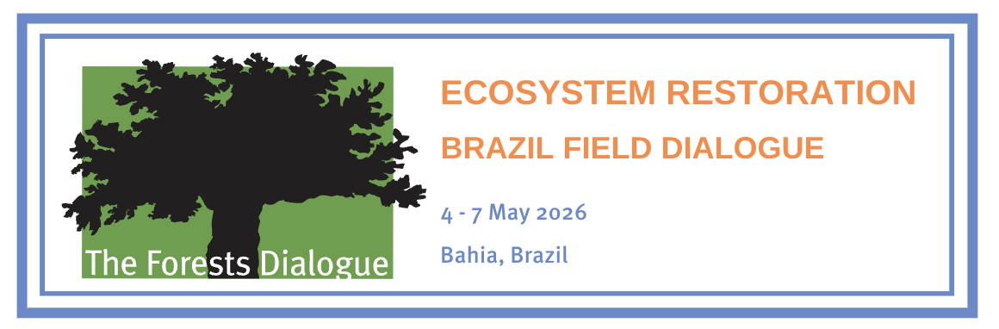 ECOSYSTEM RESTORATION
BRAZIL FIELD DIALOGUE
4 - 7 May 2026
Bahia, Brazil
The Forests Dialogue